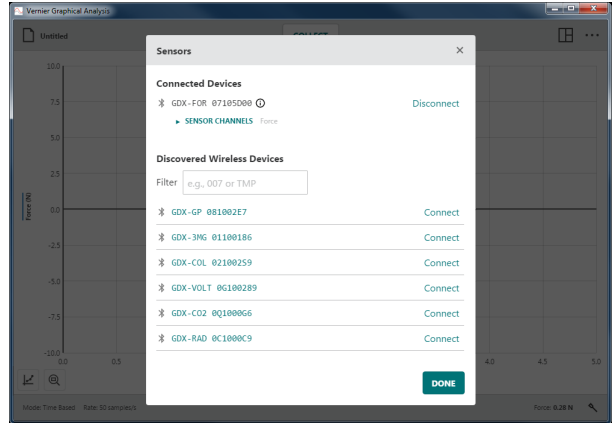 Vernier Graphical Analysis
Untitled
COLLECT
Sensors
Connected Devices
GDX-FOR 07105D00
Disconnect
SENSOR CHANNELS Force
Discovered Wireless Devices
Filter e.g., 007 or TMP
GDX-GP 081002E7 Connect
GDX-3MG 01100186 Connect
GDX-COL 02100259 Connect
GDX-VOLT 0G100289 Connect
GDX-CO2 0Q1000G6 Connect
GDX-RAD 0C1000C9 Connect
DONE
Force (N)
10.0
7.5
5.0
2.5
0.0
-2.5
-5.0
-7.5
-10.0
0.0 0.5 4.0 4.5 5.0
Mode: Time Based Rate: 50 samples/s
Force: 0.28 N